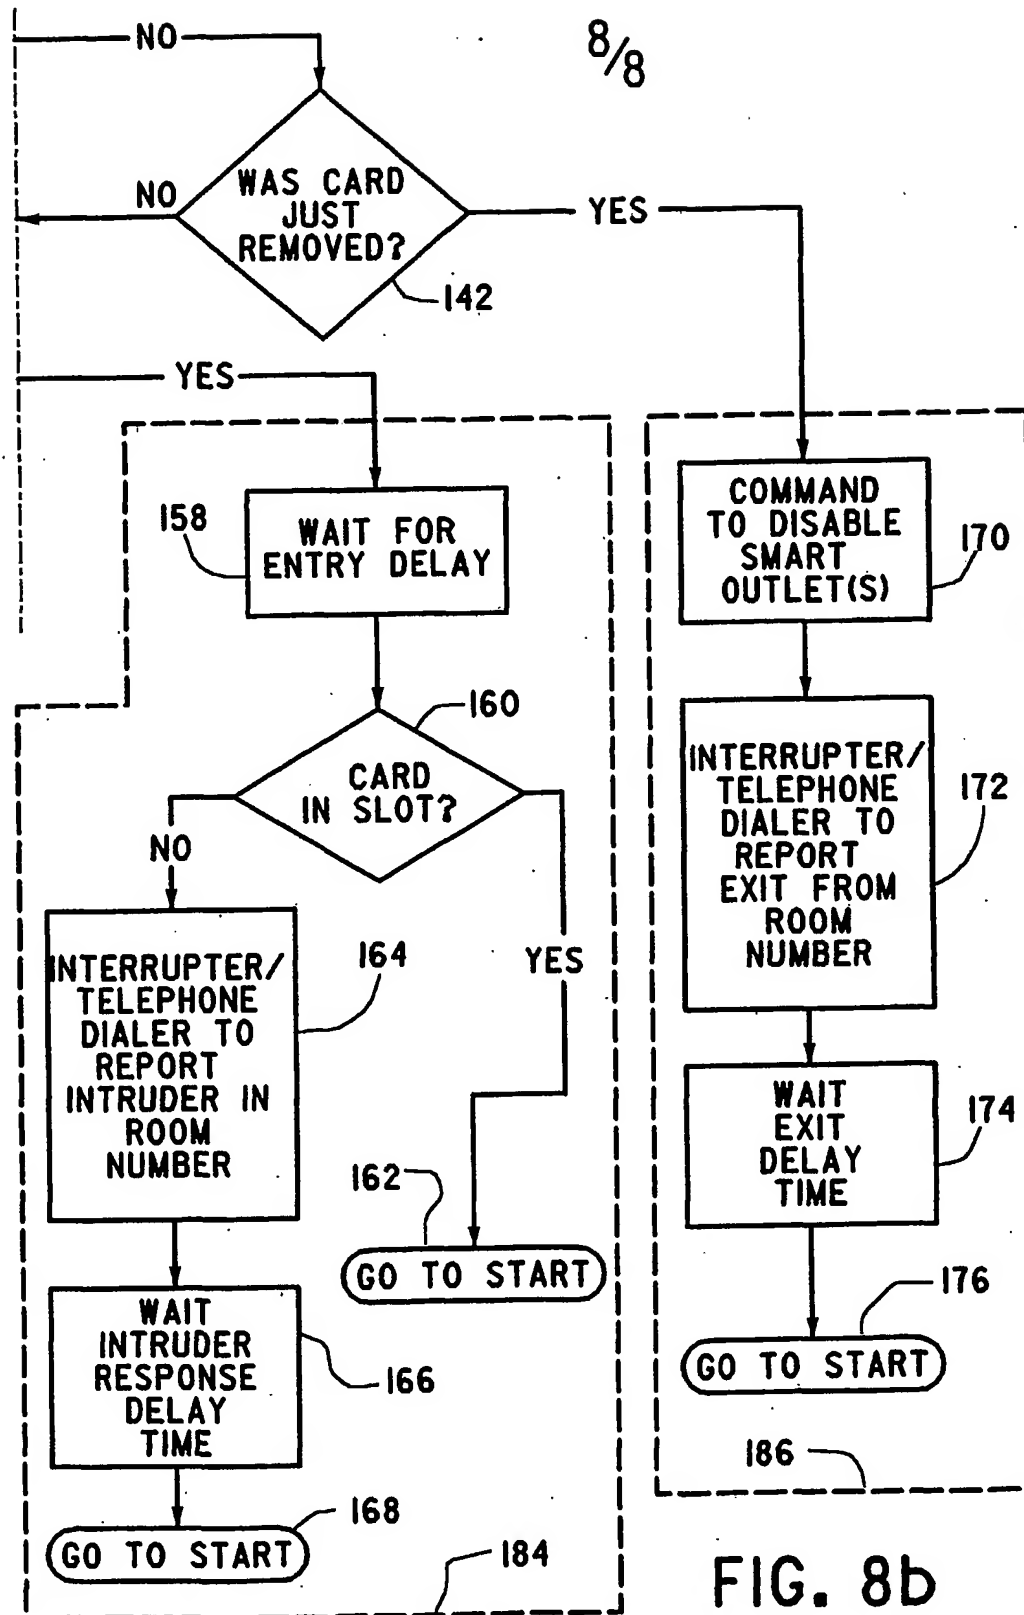 NO
8/8
WAS CARD
JUST
REMOVED?
NO
YES
142
YES
158
WAIT FOR
ENTRY DELAY
COMMAND
TO DISABLE
SMART
OUTLET(S)
170
160
CARD
IN SLOT?
NO
YES
INTERRUPTER/
TELEPHONE
DIALER TO
REPORT
EXIT FROM
ROOM
NUMBER
172
INTERRUPTER/
TELEPHONE
DIALER TO
REPORT
INTRUDER IN
ROOM
NUMBER
164
WAIT
EXIT
DELAY
TIME
174
162
GO TO START
WAIT
INTRUDER
RESPONSE
DELAY
TIME
166
176
GO TO START
186
168
GO TO START
184
FIG. 8b